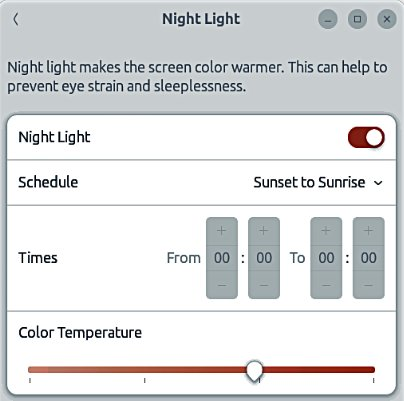 Night Light
Night light makes the screen color warmer. This can help to
prevent eye strain and sleeplessness.
Night Light
Schedule Sunset to Sunrise
Times From 00 : 00 To 00 : 00
Color Temperature